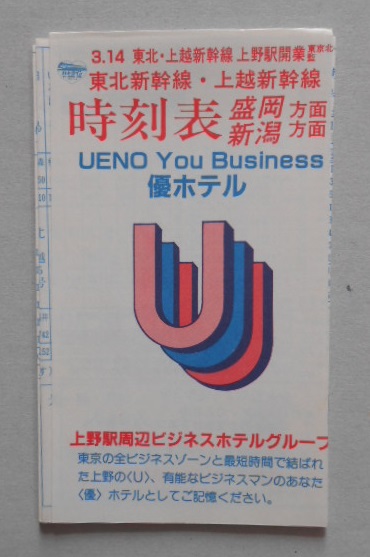 3.14 東北・上越新幹線 上野駅開業 東京北
東北新幹線・上越新幹線
時刻表 盛岡方面
新潟方面
UENO You Business
優ホテル
U
上野駅周辺ビジネスホテルグループ
東京の全ビジネスゾーンと最短時間で結ばれ
た上野の〈U〉、有能なビジネスマンのあなた
〈優〉ホテルとしてご記憶ください。